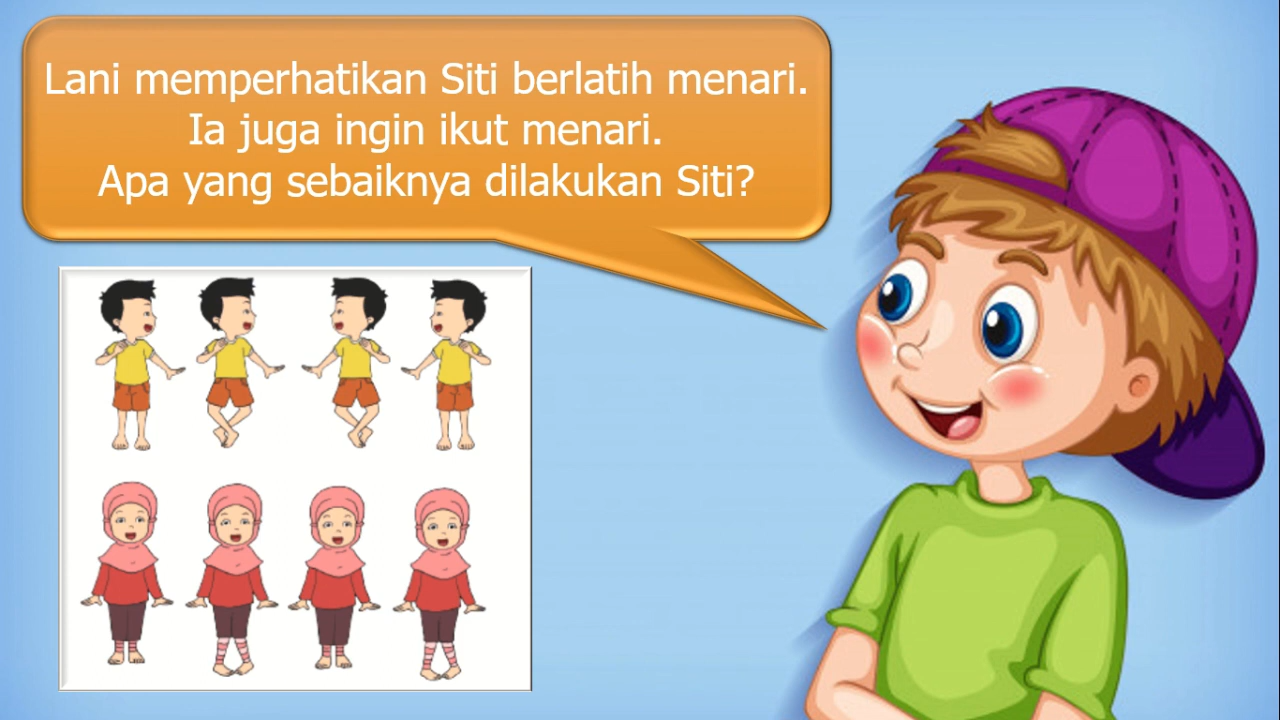 Lani memperhatikan Siti berlatih menari.
Ia juga ingin ikut menari.
Apa yang sebaiknya dilakukan Siti?